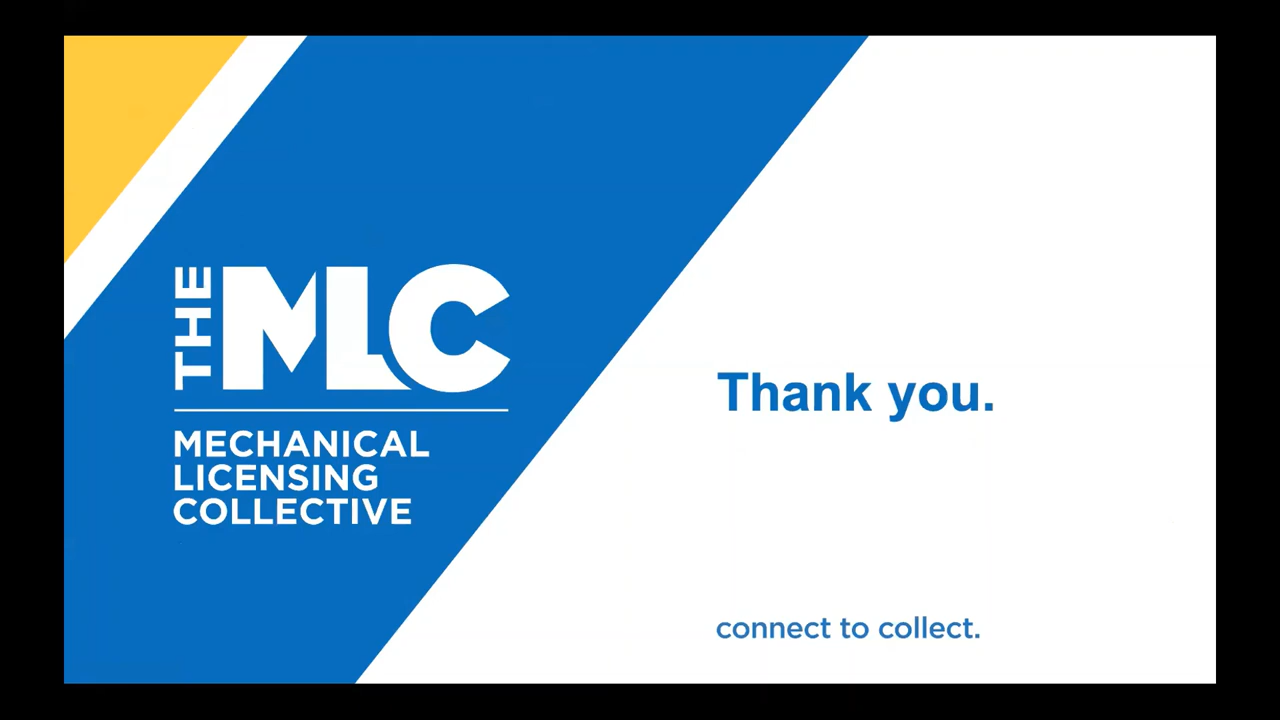 THE MLC
MECHANICAL
LICENSING
COLLECTIVE
Thank you.
connect to collect.